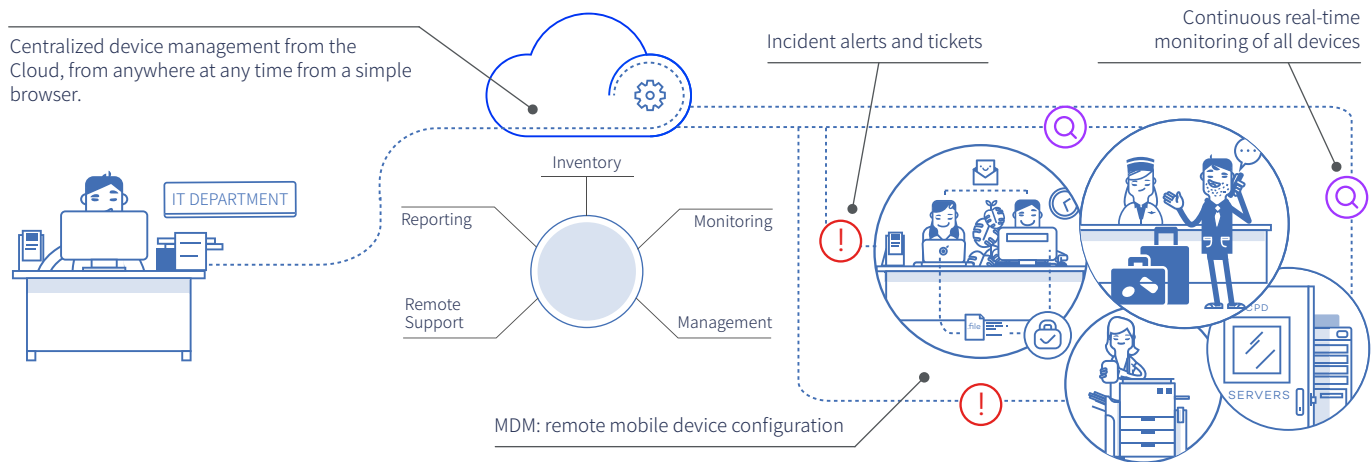 Centralized device management from the
Cloud, from anywhere at any time from a simple
browser.
Incident alerts and tickets
Continuous real-time
monitoring of all devices
IT DEPARTMENT
Inventory
Reporting
Monitoring
Remote
Support
Management
MDM: remote mobile device configuration
.file
CPD
SERVERS